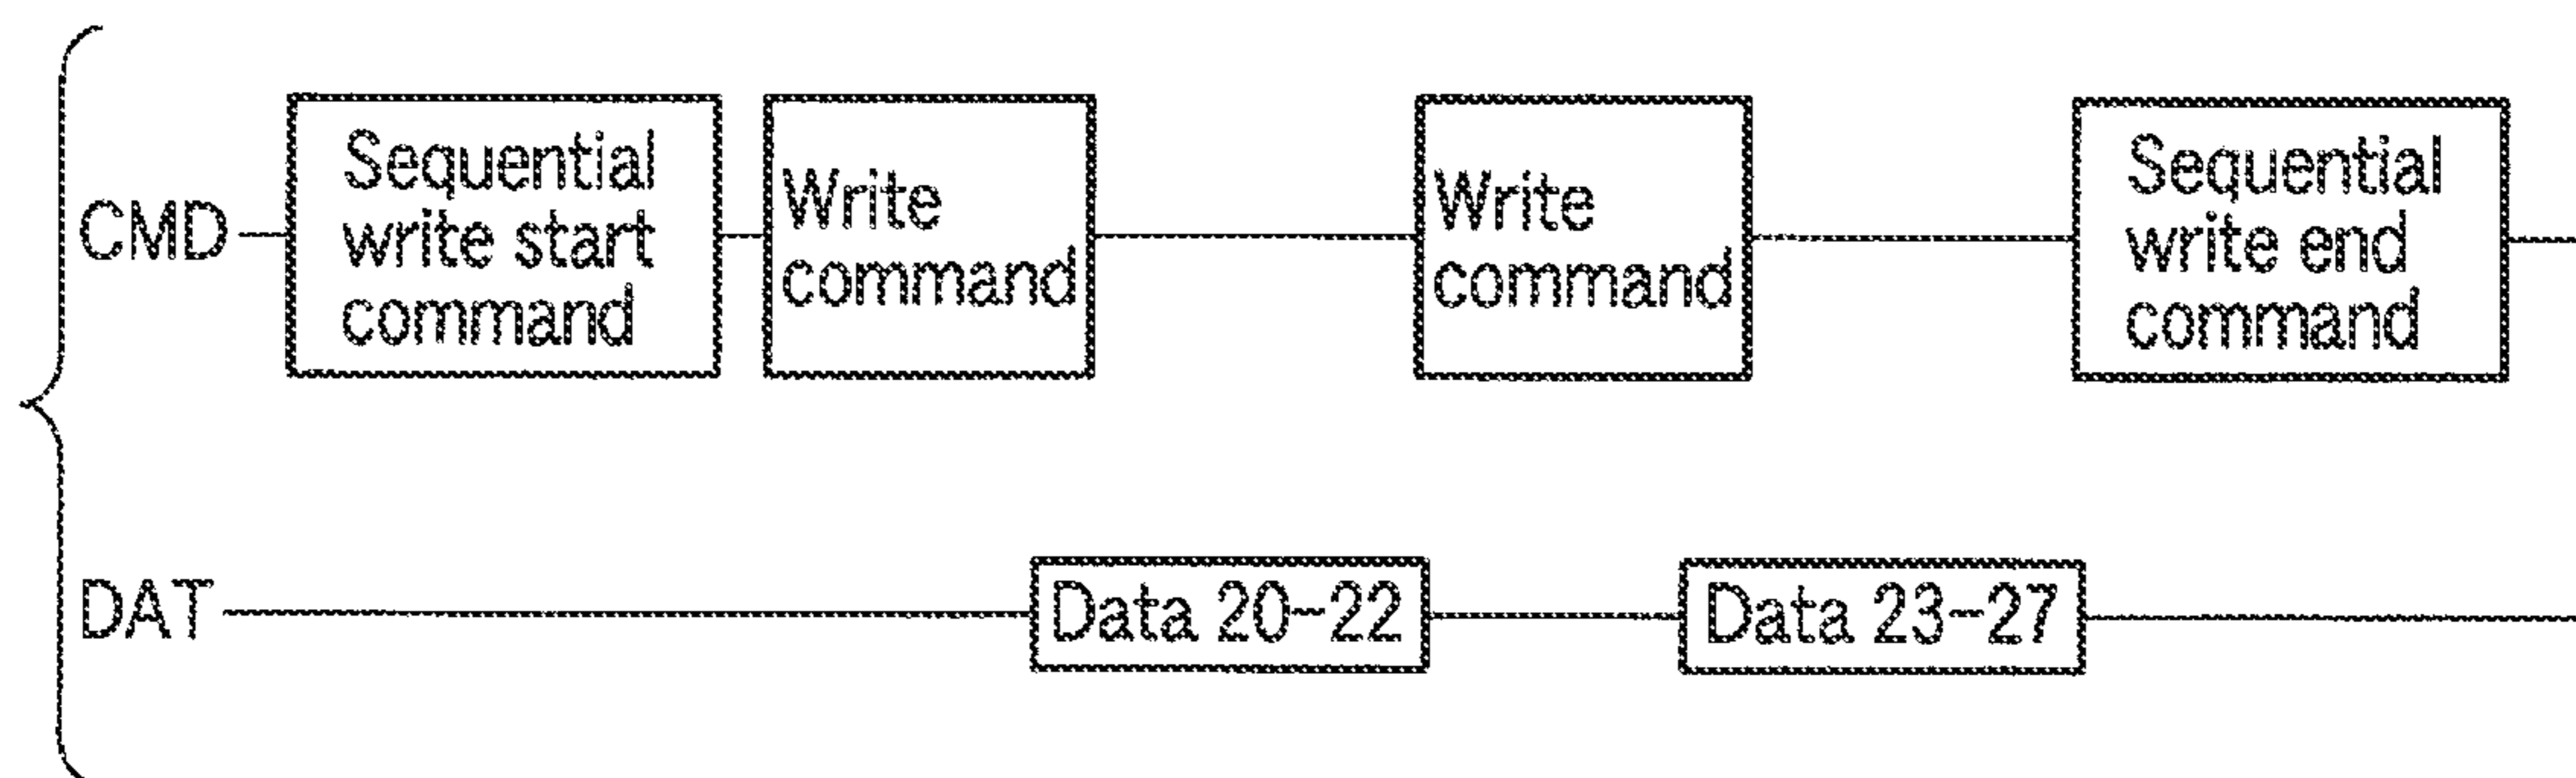 CMD
Sequential
write start
command
Write
command
Write
command
Sequential
write end
command
DAT
Data 20-22
Data 23-27